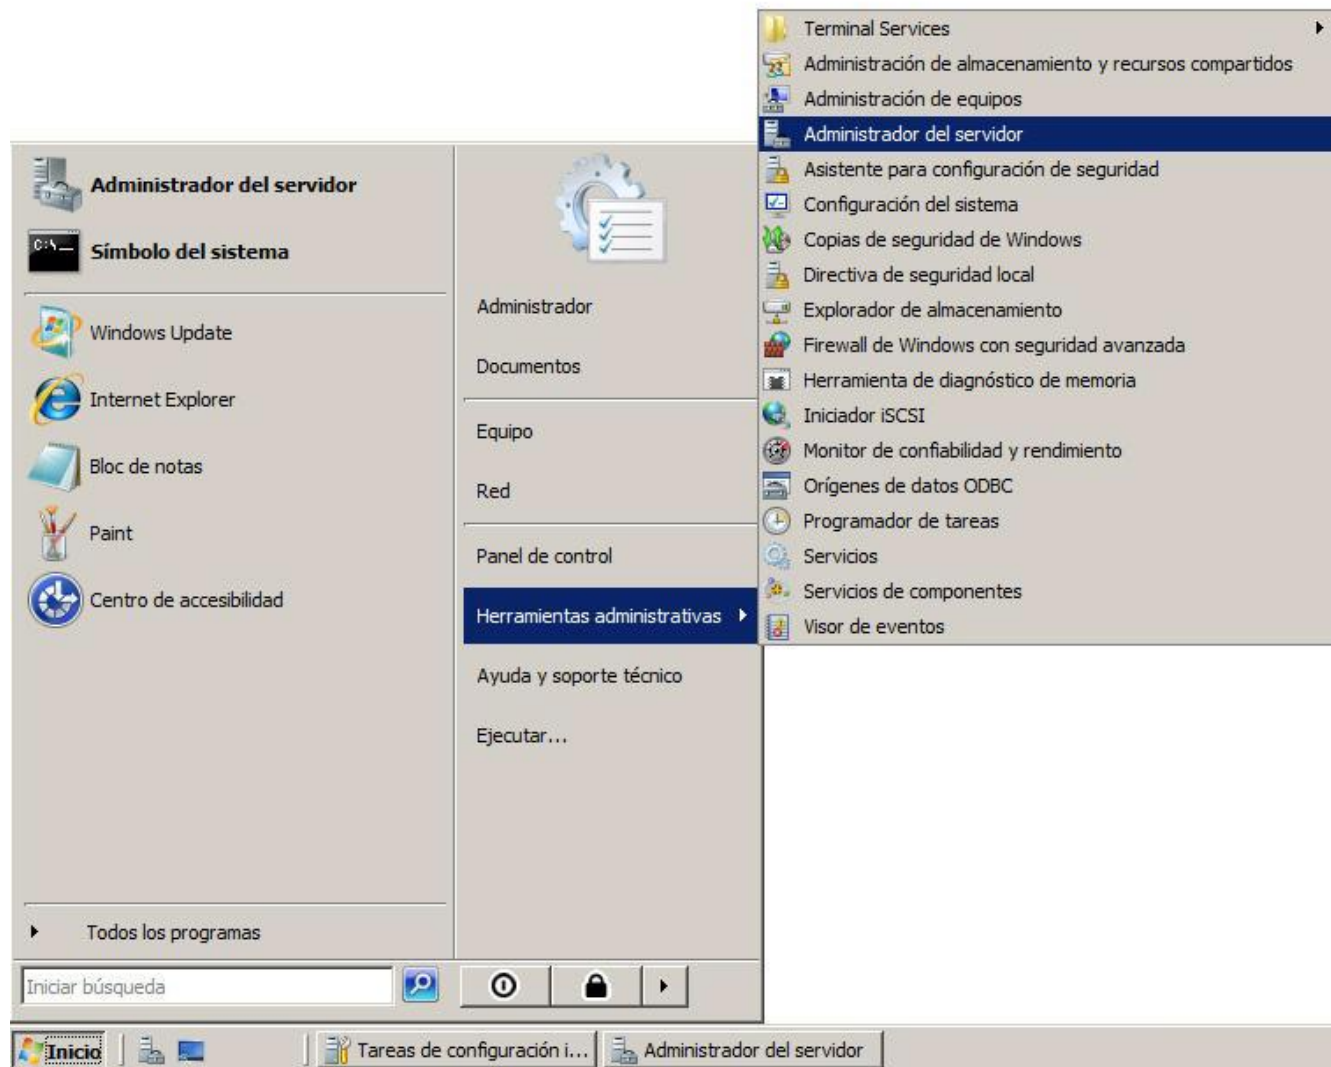 Terminal Services
Administración de almacenamiento y recursos compartidos
Administración de equipos
Administrador del servidor
Asistente para configuración de seguridad
Configuración del sistema
Copias de seguridad de Windows
Directiva de seguridad local
Explorador de almacenamiento
Firewall de Windows con seguridad avanzada
Herramienta de diagnóstico de memoria
Iniciador iSCSI
Monitor de confiabilidad y rendimiento
Orígenes de datos ODBC
Programador de tareas
Servicios
Servicios de componentes
Visor de eventos
Administrador del servidor
Símbolo del sistema
Windows Update
Internet Explorer
Bloc de notas
Paint
Centro de accesibilidad
Todos los programas
Iniciar búsqueda
Administrador
Documentos
Equipo
Red
Panel de control
Herramientas administrativas
Ayuda y soporte técnico
Ejecutar...
Inicio
Tareas de configuración i...
Administrador del servidor